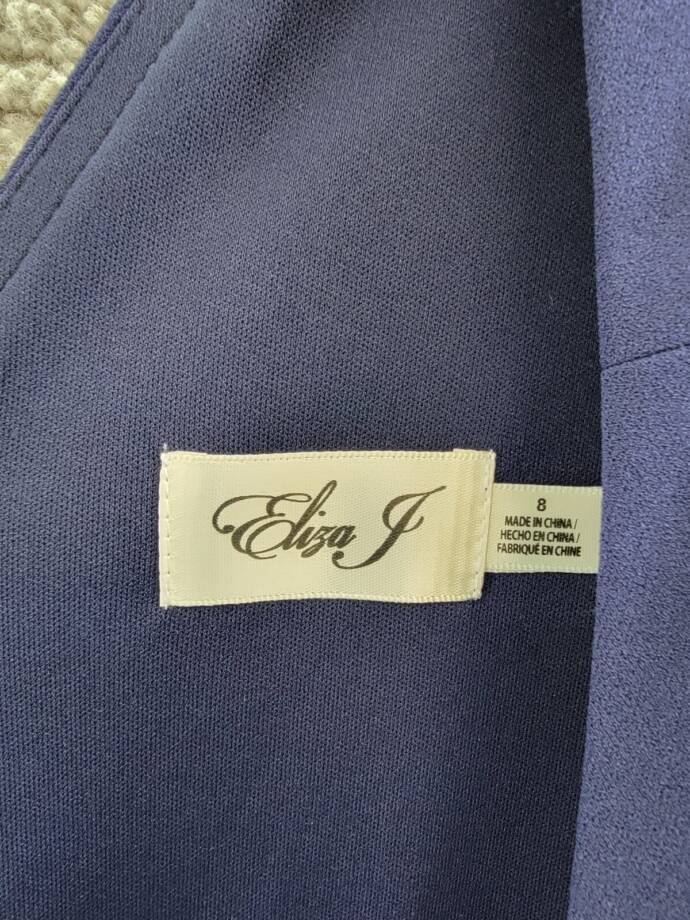 Eliza J
8
MADE IN CHINA /
HECHO EN CHINA /
FABRIQUÉ EN CHINE